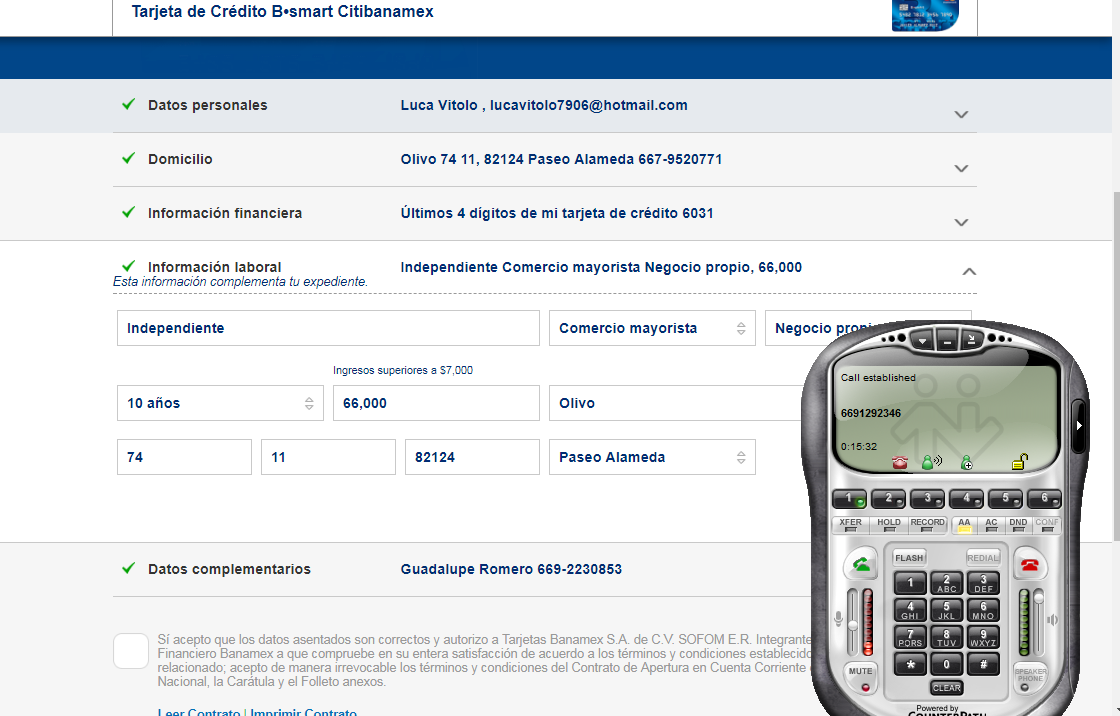 Tarjeta de Crédito B•smart Citibanamex
Datos personales Luca Vitolo , lucavitolo7906@hotmail.com
Domicilio Olivo 74 11, 82124 Paseo Alameda 667-9520771
Información financiera Últimos 4 dígitos de mi tarjeta de crédito 6031
Información laboral Independiente Comercio mayorista Negocio propio, 66,000
Esta información complementa tu expediente.
Independiente Comercio mayorista Negocio propio
Ingresos superiores a $7,000
10 años 66,000 Olivo
74 11 82124 Paseo Alameda
Datos complementarios Guadalupe Romero 669-2230853
Sí acepto que los datos asentados son correctos y autorizo a Tarjetas Banamex S.A. de C.V. SOFOM E.R. Integrante
Financiero Banamex a que compruebe en su entera satisfacción de acuerdo a los términos y condiciones establecido
relacionado; acepto de manera irrevocable los términos y condiciones del Contrato de Apertura en Cuenta Corriente
Nacional, la Carátula y el Folleto anexos.
Leer Contrato | Imprimir Contrato
Call established
6691292346
0:15:32
1 2 3 4 5 6
XFER HOLD RECORD AA AC DND CONF
FLASH REDIAL
1 2 ABC 3 DEF
4 GHI 5 JKL 6 MNO
7 PQRS 8 TUV 9 WXYZ
* 0 #
MUTE SPEAKER PHONE
CLEAR
Powered by
COUNTERPATH